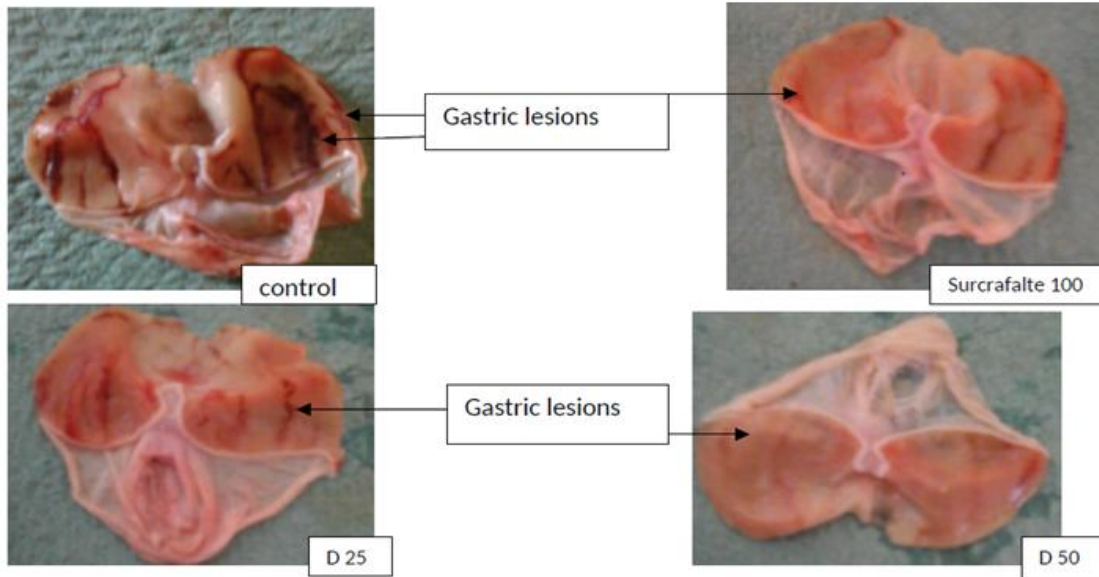 Gastric lesions
control
Surcrafalte 100
Gastric lesions
D 25
D 50